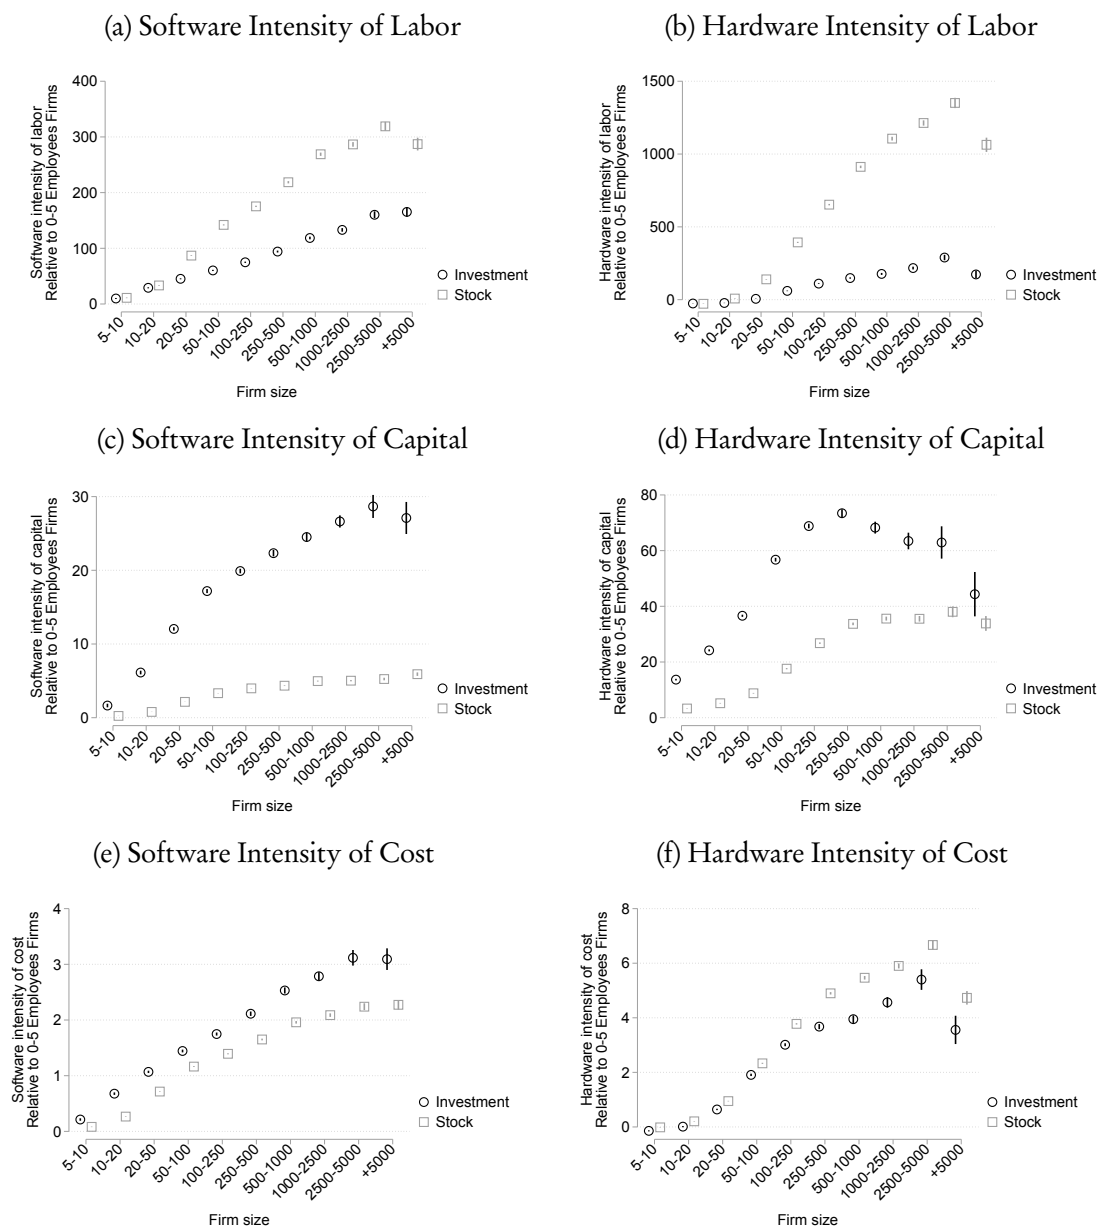 (a) Software Intensity of Labor
Software intensity of labor
Relative to 0-5 Employees Firms
400
300
200
100
0
5-10
10-20
20-50
50-100
100-250
250-500
500-1000
1000-2500
2500-5000
+5000
Firm size
Investment
Stock
(b) Hardware Intensity of Labor
Hardware intensity of labor
Relative to 0-5 Employees Firms
1500
1000
500
0
5-10
10-20
20-50
50-100
100-250
250-500
500-1000
1000-2500
2500-5000
+5000
Firm size
Investment
Stock
(c) Software Intensity of Capital
Software intensity of capital
Relative to 0-5 Employees Firms
30
20
10
0
5-10
10-20
20-50
50-100
100-250
250-500
500-1000
1000-2500
2500-5000
+5000
Firm size
Investment
Stock
(d) Hardware Intensity of Capital
Hardware intensity of capital
Relative to 0-5 Employees Firms
80
60
40
20
0
5-10
10-20
20-50
50-100
100-250
250-500
500-1000
1000-2500
2500-5000
+5000
Firm size
Investment
Stock
(e) Software Intensity of Cost
Software intensity of cost
Relative to 0-5 Employees Firms
4
3
2
1
0
5-10
10-20
20-50
50-100
100-250
250-500
500-1000
1000-2500
2500-5000
+5000
Firm size
Investment
Stock
(f) Hardware Intensity of Cost
Hardware intensity of cost
Relative to 0-5 Employees Firms
8
6
4
2
0
5-10
10-20
20-50
50-100
100-250
250-500
500-1000
1000-2500
2500-5000
+5000
Firm size
Investment
Stock